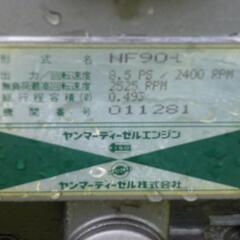 形式名 NF90-L
出力/回転速度 8.5 PS / 2400 RPM
無負荷最高回転速度 2525 RPM
総行程容積(ℓ) 0.493
機関番号 011281
ヤンマーディーゼルエンジン
ヤンマーディーゼル株式会社